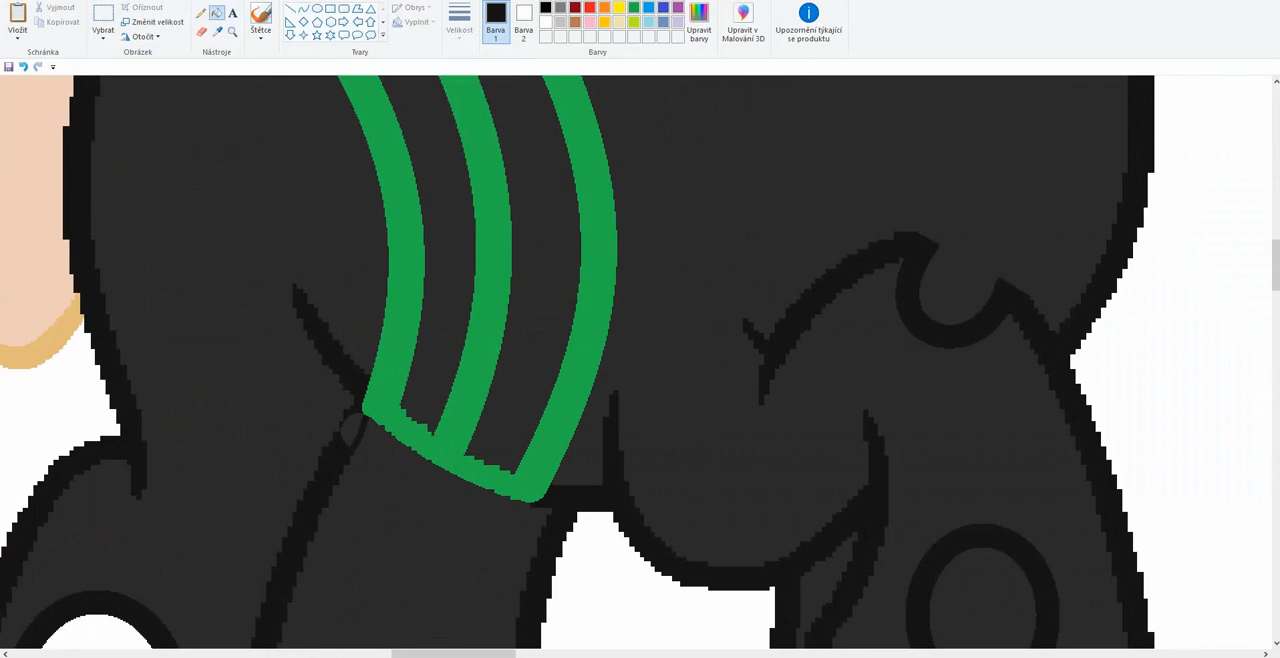 Vložit
Vyjmout
Kopírovat
Schránka
Vybrat
Oříznout
Změnit velikost
Otočit
Obrázek
A
Nástroje
Štětce
Obrys
Vyplnit
Tvary
Velikost
Barva
1
Barva
2
Upravit
barvy
Barvy
Upravit v
Malování 3D
Upozornění týkající
se produktu